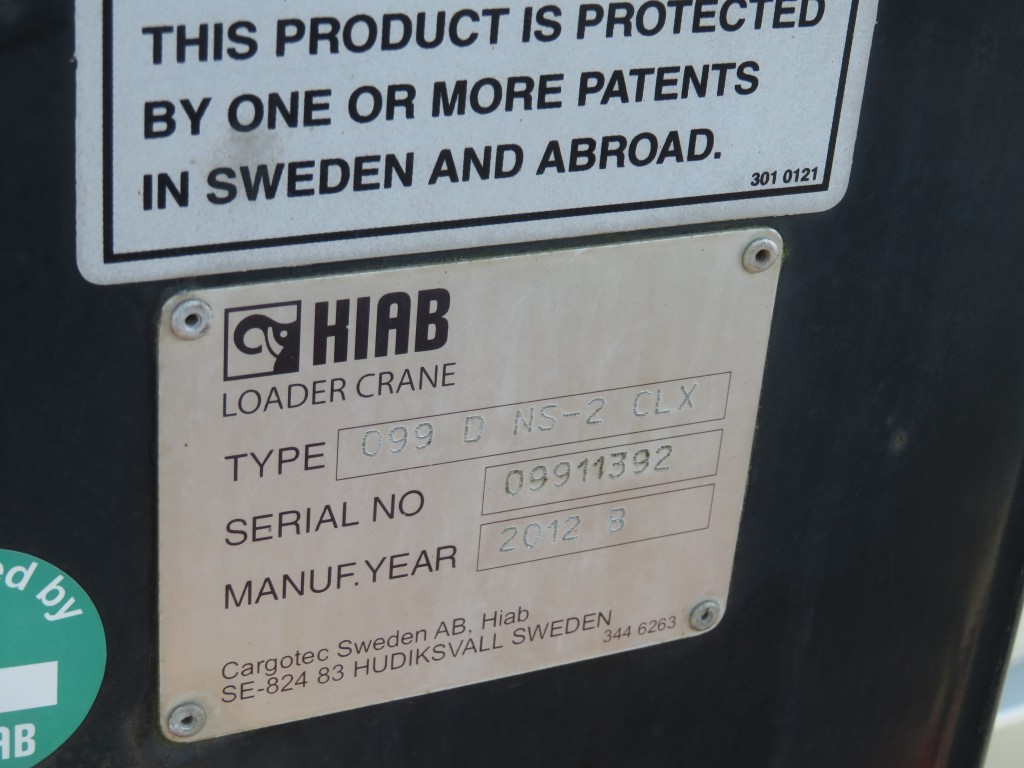 THIS PRODUCT IS PROTECTED
BY ONE OR MORE PATENTS
IN SWEDEN AND ABROAD.
301 0121
HIAB
LOADER CRANE
TYPE 099 D NS-2 CLX
SERIAL NO 09911392
MANUF. YEAR 2012 B
Cargotec Sweden AB, Hiab
SE-824 83 HUDIKSVALL SWEDEN
344 6263
ed by
AB